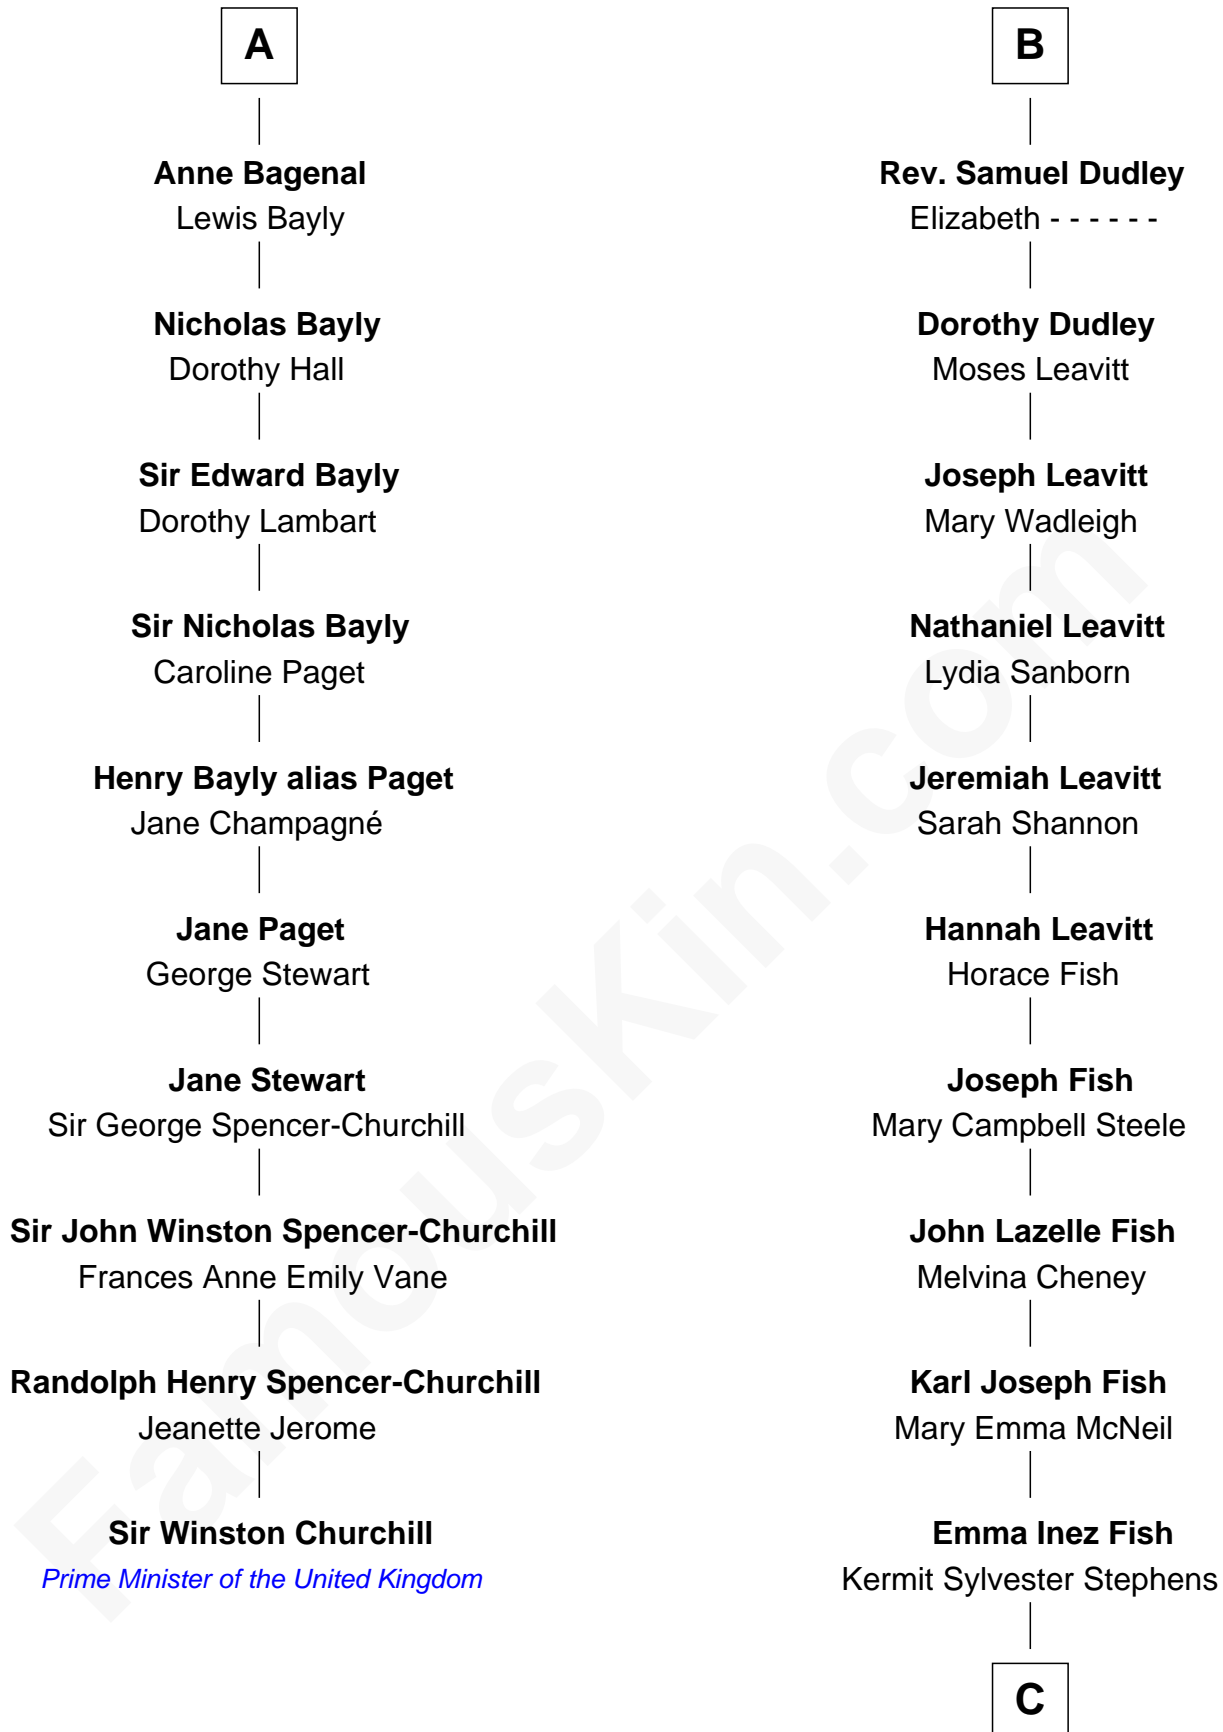 A
Anne Bagenal
Lewis Bayly
Nicholas Bayly
Dorothy Hall
Sir Edward Bayly
Dorothy Lambart
Sir Nicholas Bayly
Caroline Paget
Henry Bayly alias Paget
Jane Champagné
Jane Paget
George Stewart
Jane Stewart
Sir George Spencer-Churchill
Sir John Winston Spencer-Churchill
Frances Anne Emily Vane
Randolph Henry Spencer-Churchill
Jeanette Jerome
Sir Winston Churchill
Prime Minister of the United Kingdom
B
Rev. Samuel Dudley
Elizabeth - - - - - -
Dorothy Dudley
Moses Leavitt
Joseph Leavitt
Mary Wadleigh
Nathaniel Leavitt
Lydia Sanborn
Jeremiah Leavitt
Sarah Shannon
Hannah Leavitt
Horace Fish
Joseph Fish
Mary Campbell Steele
John Lazelle Fish
Melvina Cheney
Karl Joseph Fish
Mary Emma McNeil
Emma Inez Fish
Kermit Sylvester Stephens
C
FamousKin.com